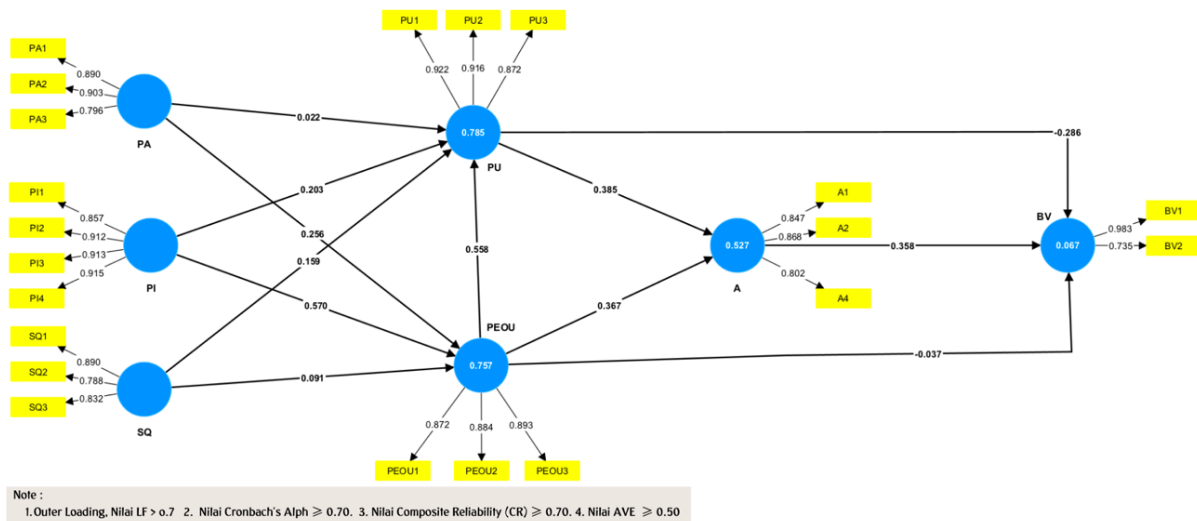 PU1
PU2
PU3
PA1
PA2
PA3
0.890
0.903
0.796
PA
0.922
0.916
0.872
0.022
0.785
PU
-0.286
PI1
PI2
PI3
PI4
0.857
0.912
0.913
0.915
PI
0.203
0.256
0.159
0.570
0.558
0.385
0.367
A1
A2
A4
0.847
0.868
0.802
0.527
A
0.358
BV
0.067
BV1
BV2
0.983
0.735
SQ1
SQ2
SQ3
0.890
0.788
0.832
SQ
0.091
PEOU
0.757
-0.037
0.872
0.884
0.893
PEOU1
PEOU2
PEOU3
Note :
1. Outer Loading, Nilai LF > 0.7 2. Nilai Cronbach's Alph ⩾ 0.70. 3. Nilai Composite Reliability (CR) ⩾ 0.70. 4. Nilai AVE ⩾ 0.50